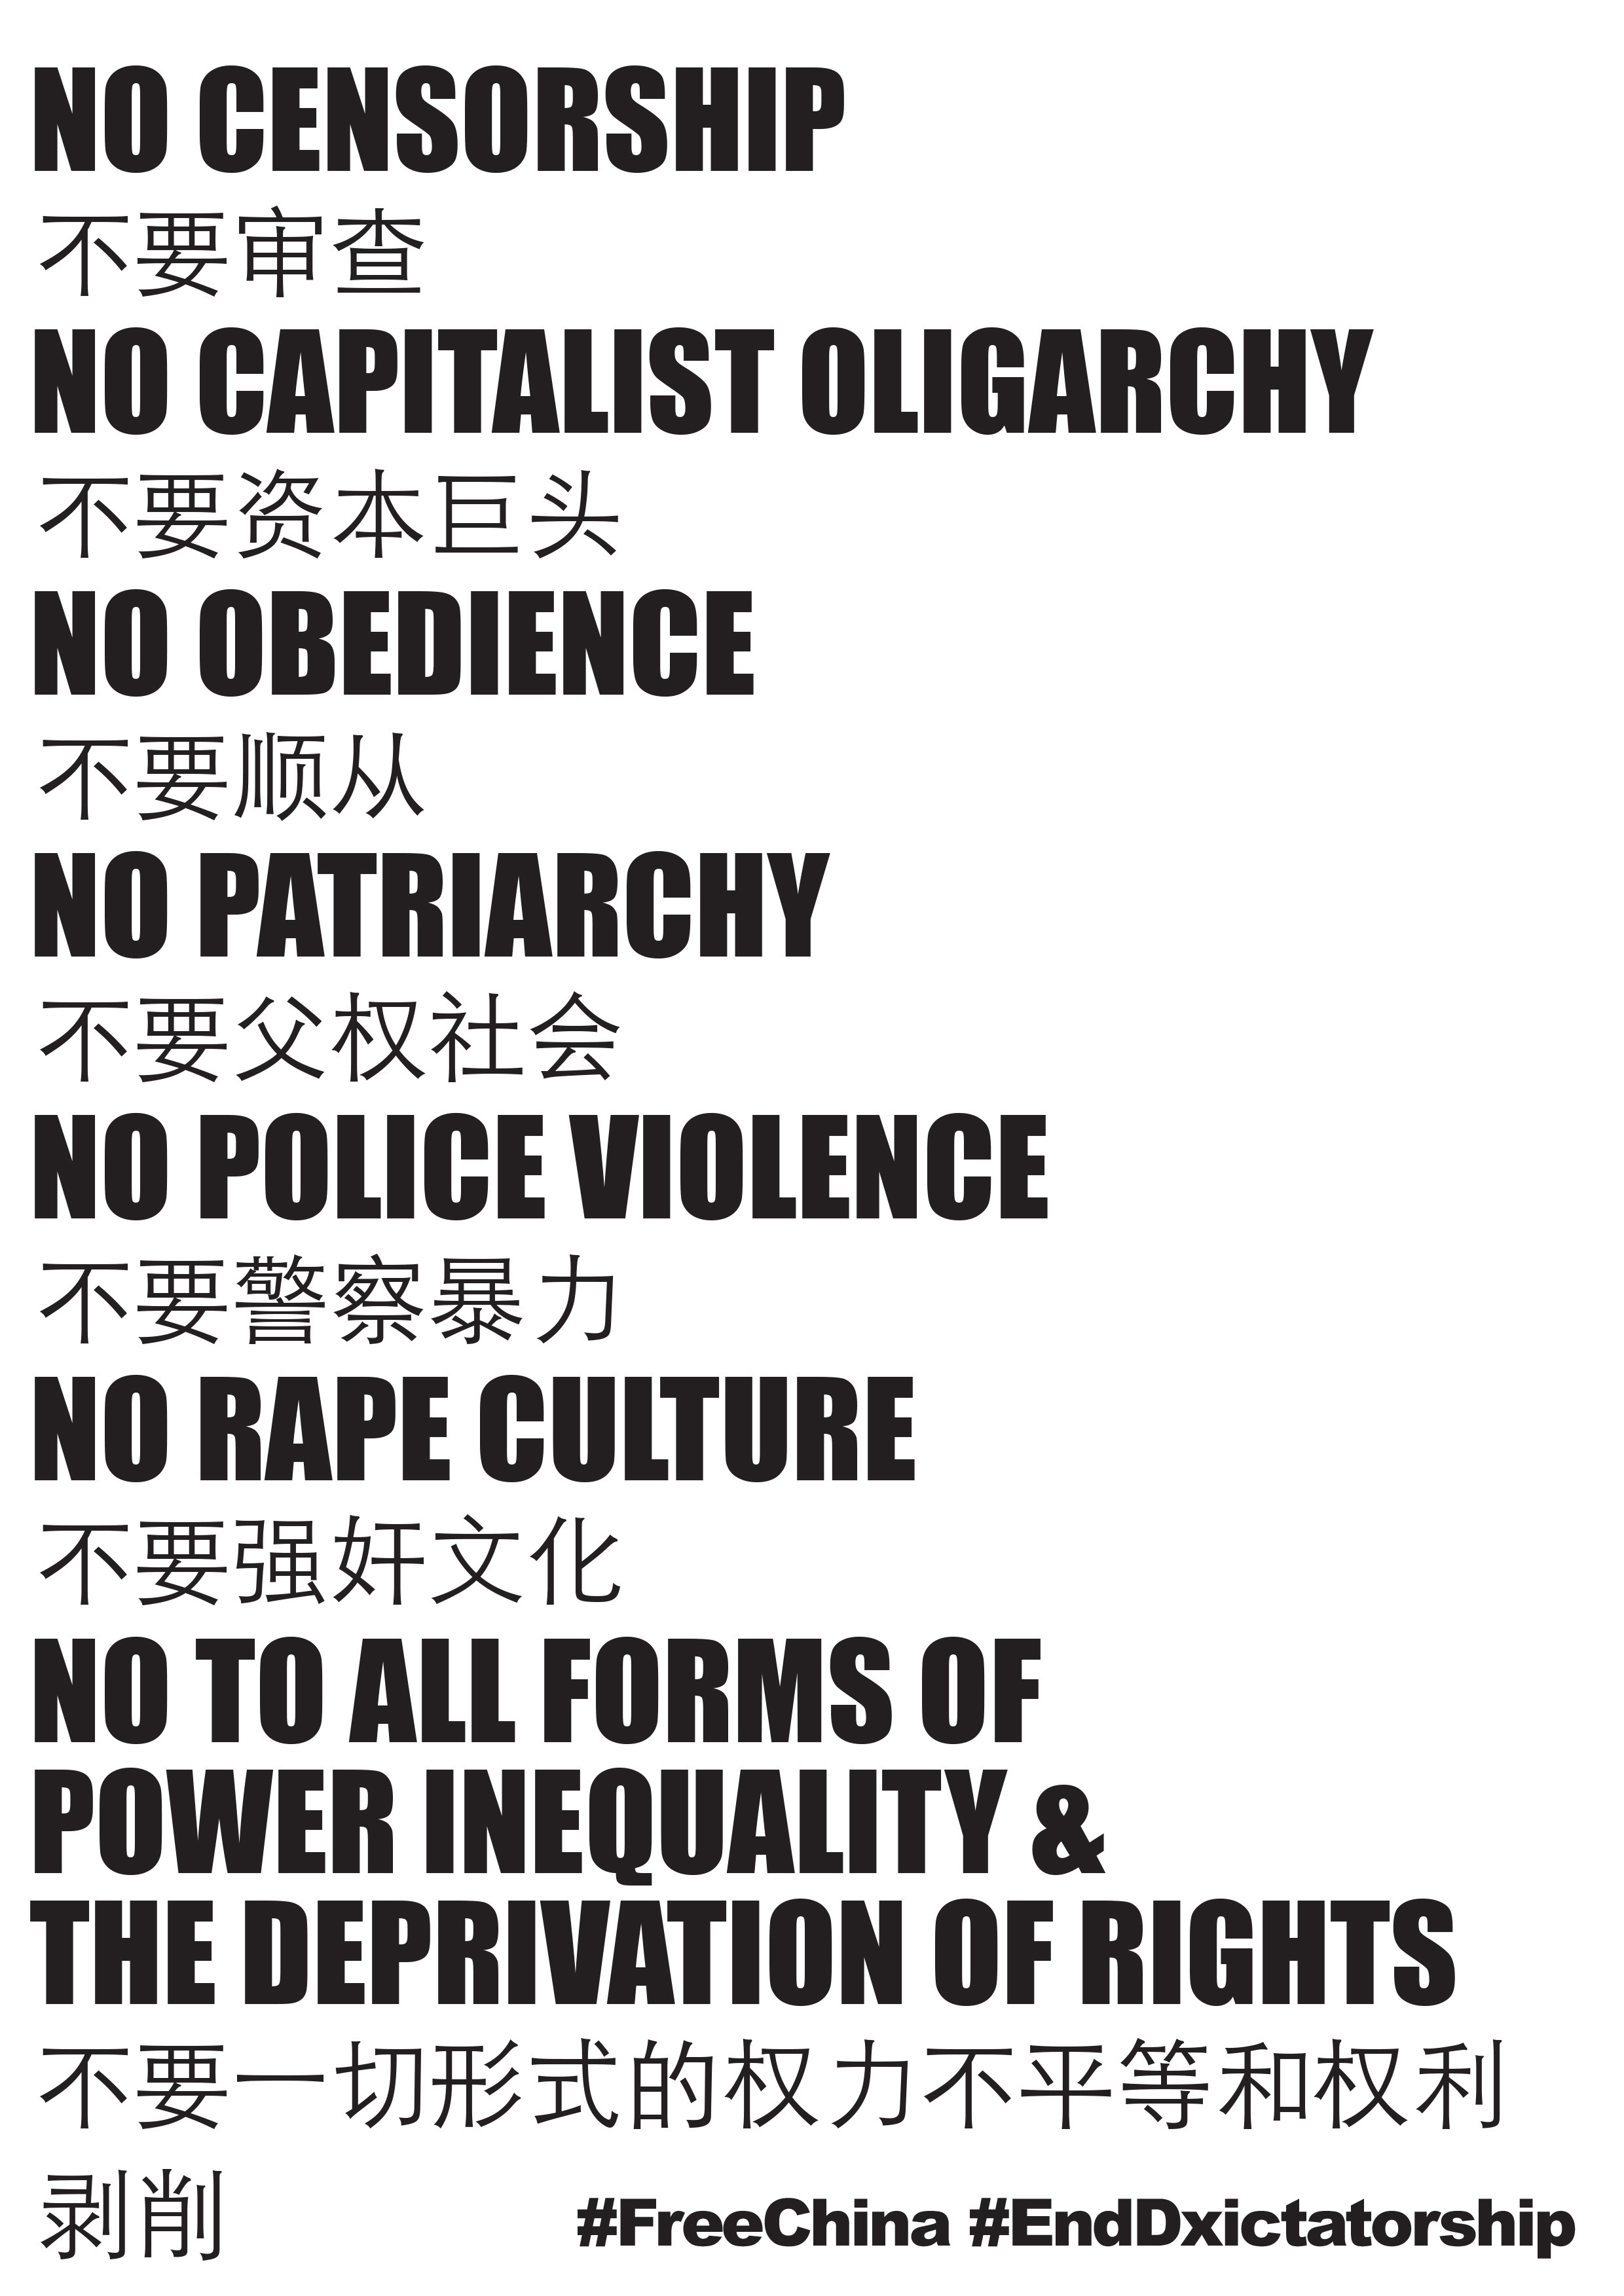 NO CENSORSHIP
不要审查
NO CAPITALIST OLIGARCHY
不要资本巨头
NO OBEDIENCE
不要顺从
NO PATRIARCHY
不要父权社会
NO POLICE VIOLENCE
不要警察暴力
NO RAPE CULTURE
不要强奸文化
NO TO ALL FORMS OF
POWER INEQUALITY &
THE DEPRIVATION OF RIGHTS
不要一切形式的权力不平等和权利
剥削
#FreeChina #EndDxictatorship